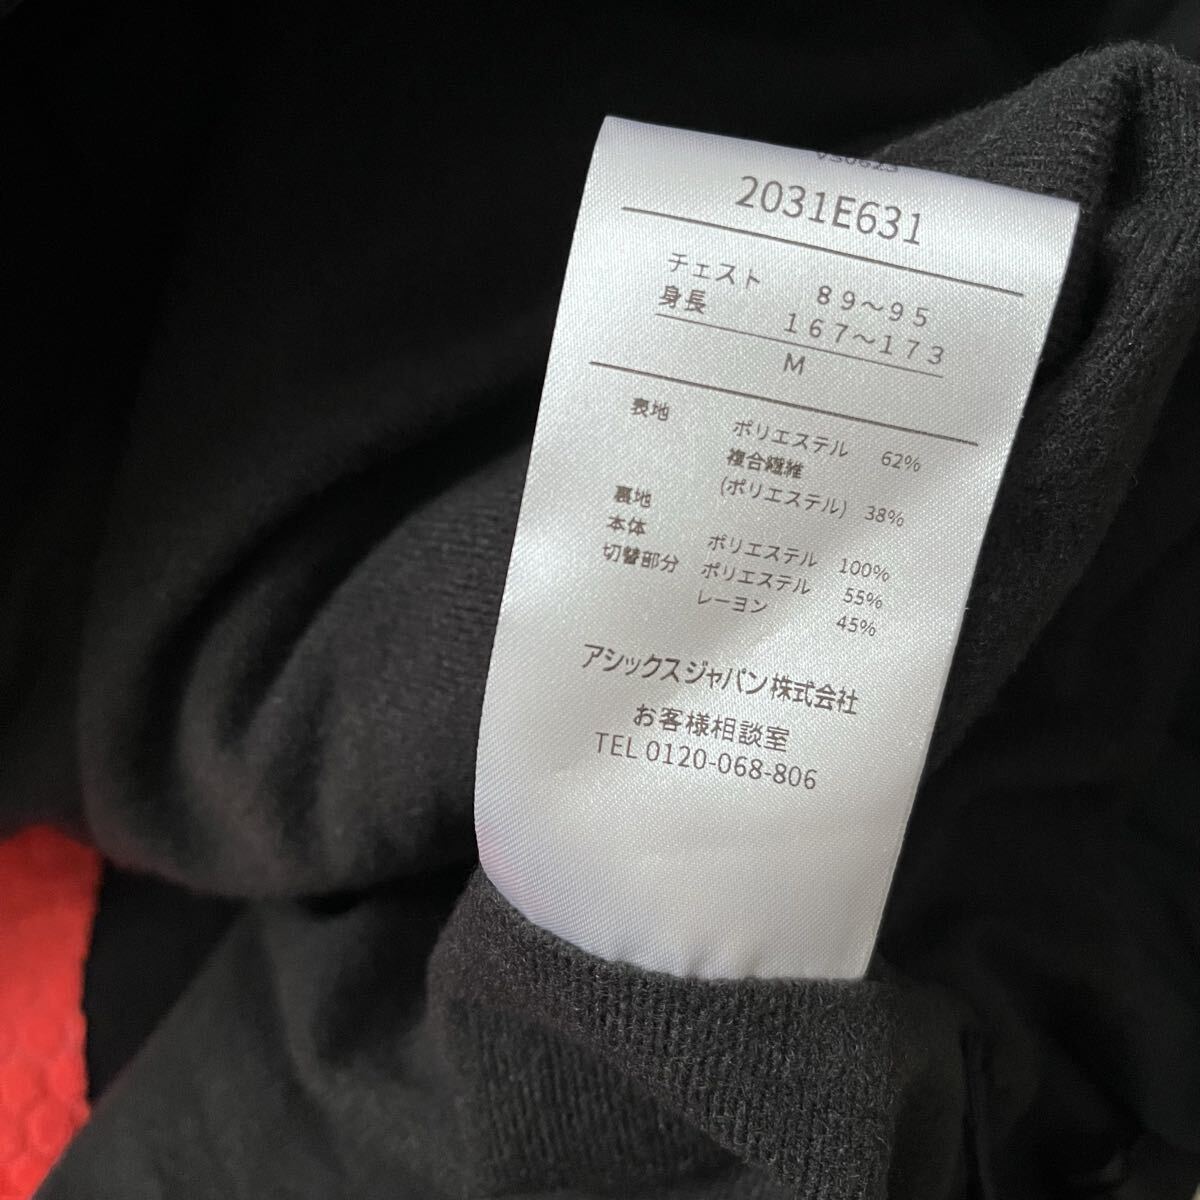 2031E631
チェスト 89～95
身長 167～173
M
表地 ポリエステル 62%
複合繊維
(ポリエステル) 38%
裏地
本体 ポリエステル 100%
切替部分 ポリエステル 55%
レーヨン 45%
アシックスジャパン株式会社
お客様相談室
TEL 0120-068-806